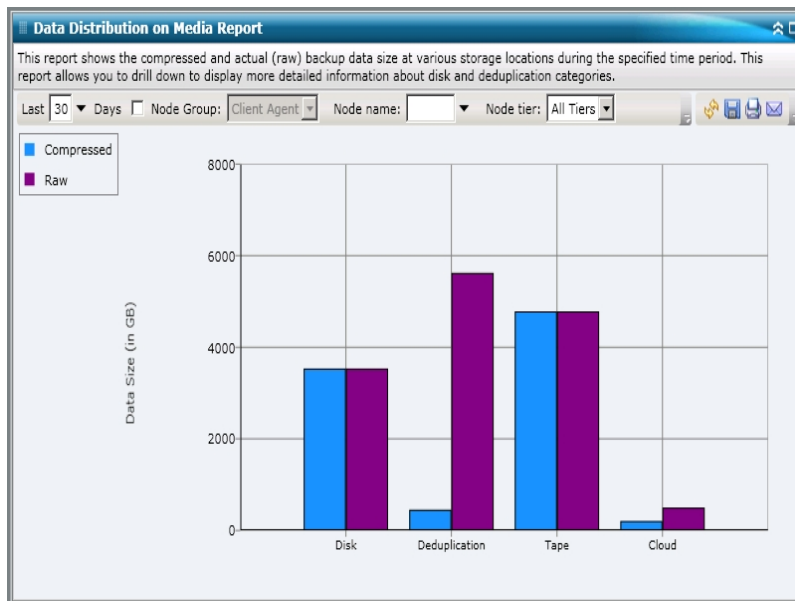 Data Distribution on Media Report
This report shows the compressed and actual (raw) backup data size at various storage locations during the specified time period. This
report allows you to drill down to display more detailed information about disk and deduplication categories.
Last 30 Days Node Group: Client Agent Node name: Node tier: All Tiers
Compressed
Raw
8000
6000
4000
2000
0
Data Size (in GB)
Disk Deduplication Tape Cloud